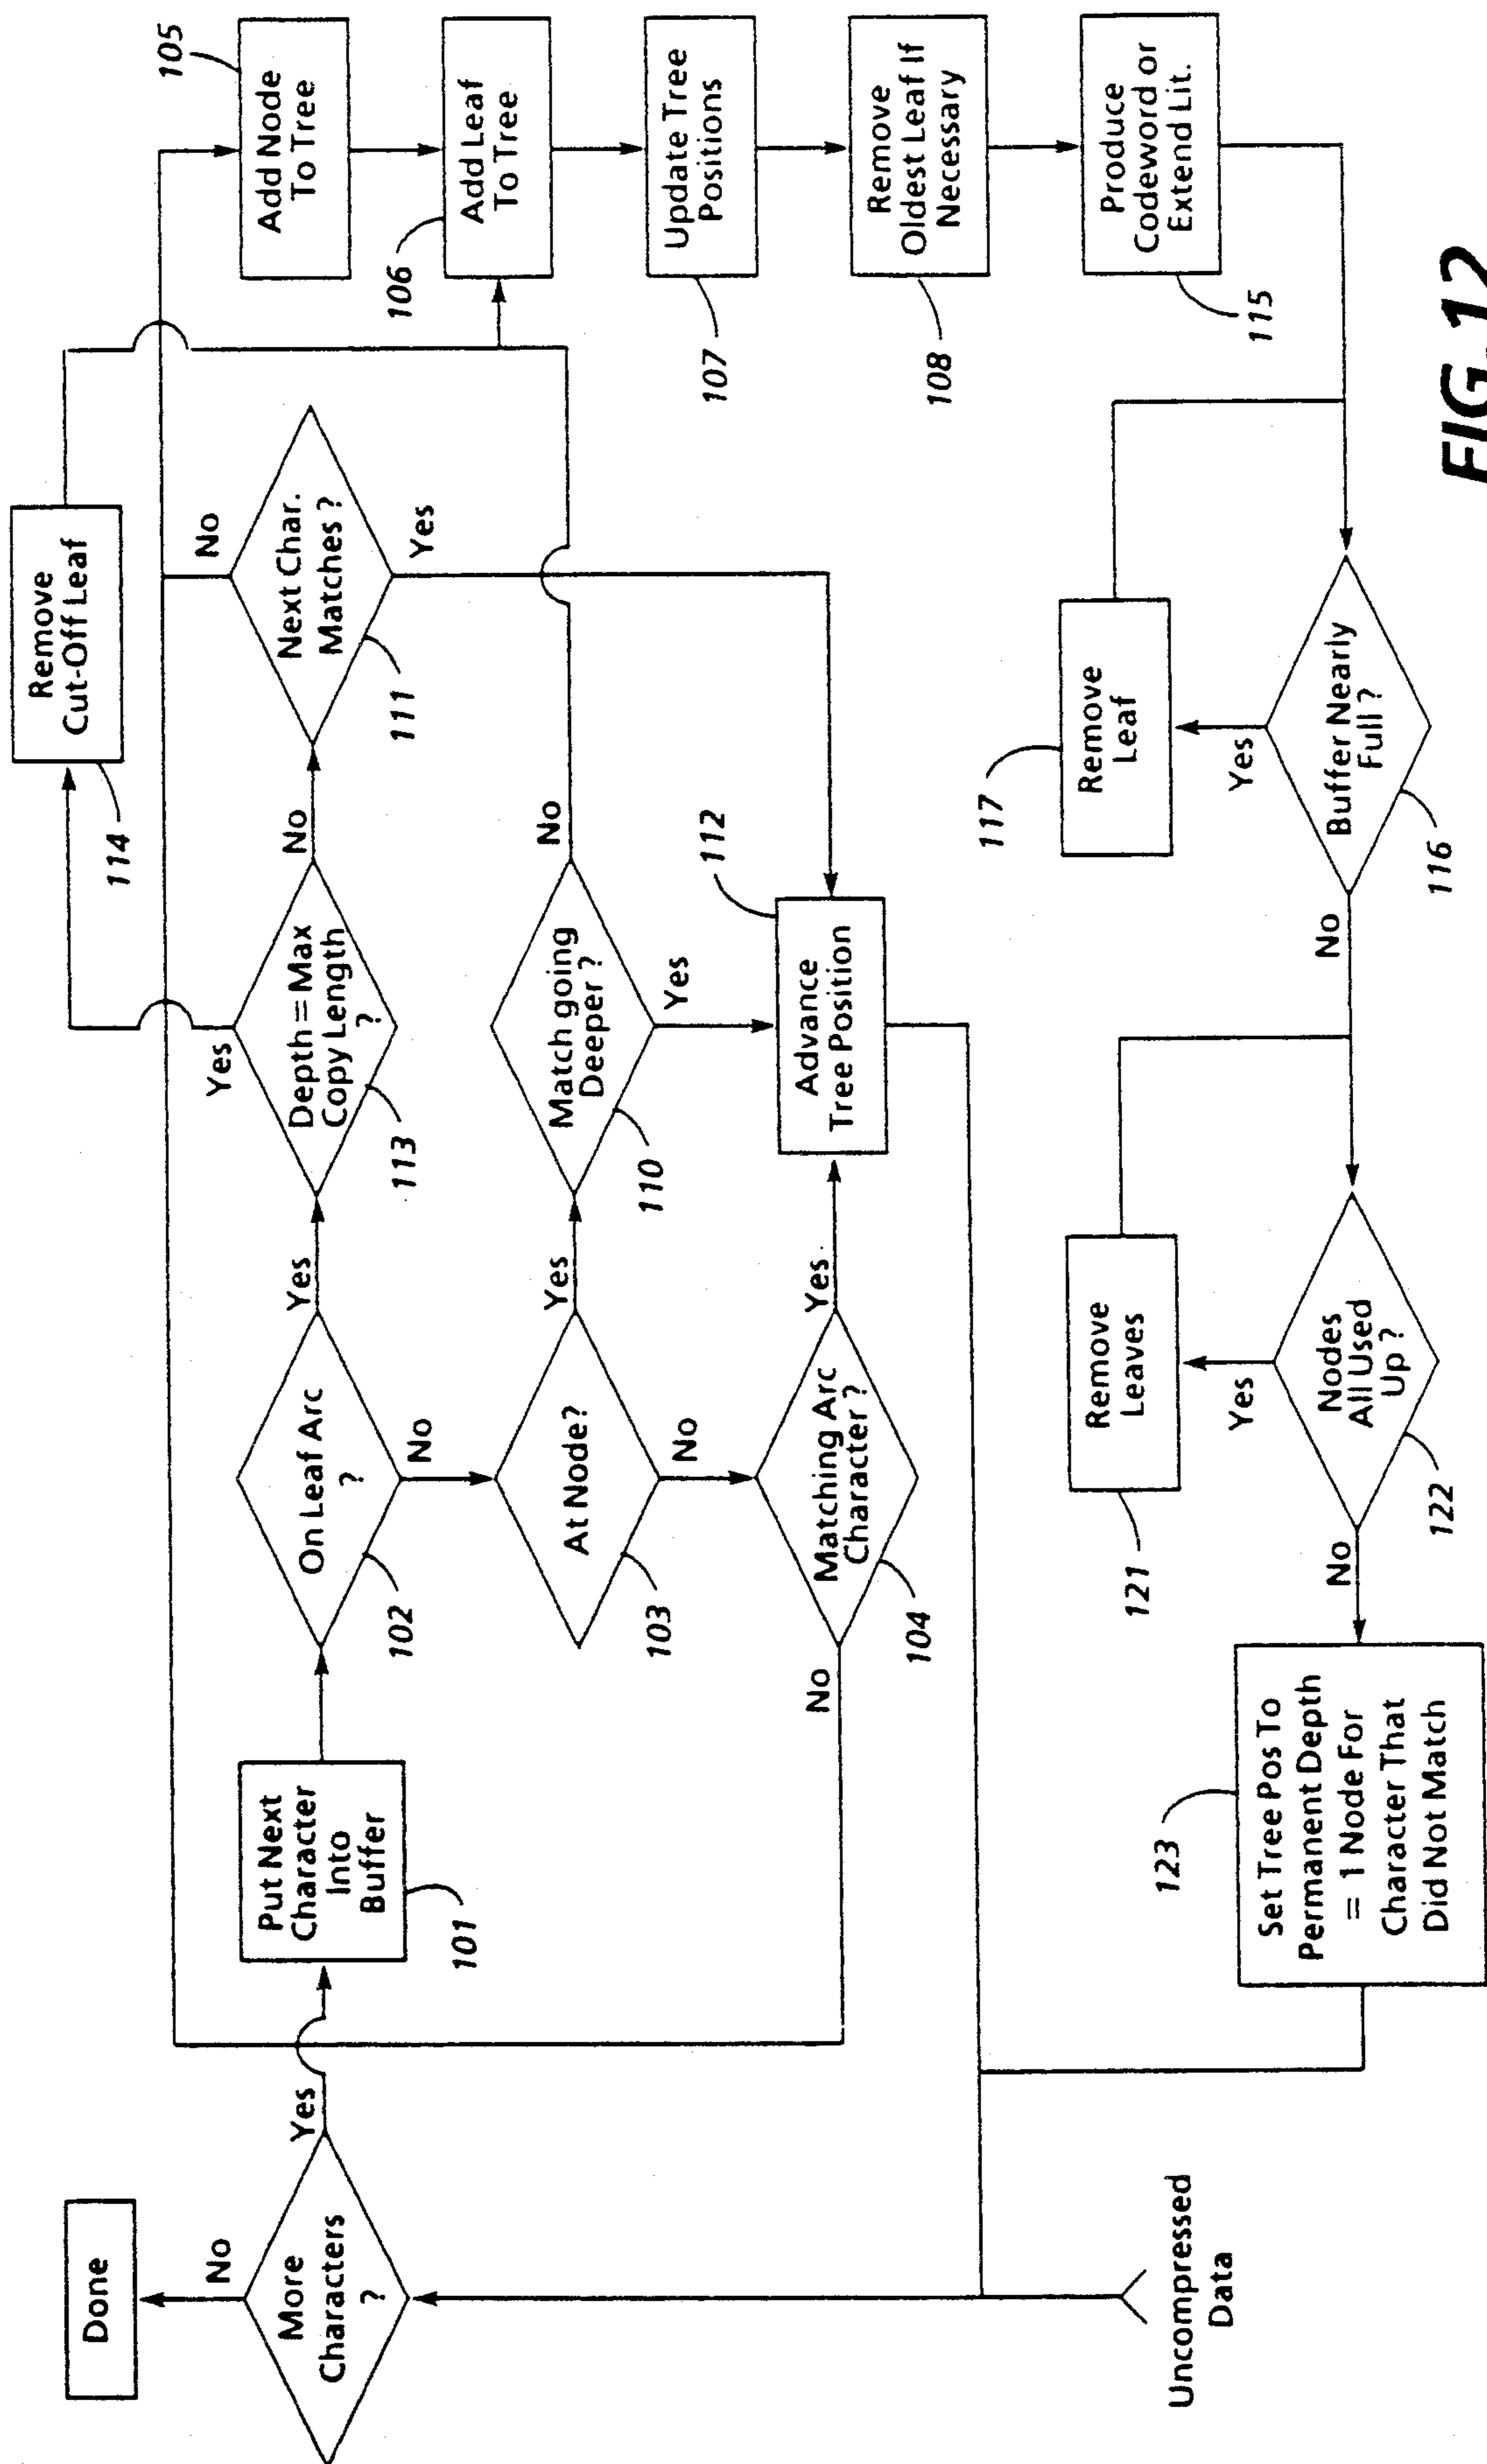 Done
No
More
Characters
?
Yes
Uncompressed
Data
Put Next
Character
Into
Buffer
101
On Leaf Arc
?
102
Yes
No
At Node?
103
Yes
No
Matching Arc
Character?
104
Yes.
No
Depth=Max
Copy Length
?
113
Yes
No
Match going
Deeper?
110
No
Yes
Advance
Tree Position
112
Remove
Cut-Off Leaf
114
Next Char.
Matches?
111
No
Yes
105
Add Node
To Tree
106
Add Leaf
To Tree
Update Tree
Positions
107
Remove
Oldest Leaf If
Necessary
108
Produce
Codeword or
Extend Lit.
115
Remove
Leaf
117
Yes
Buffer Nearly
Full?
116
No
Remove
Leaves
121
Yes
Nodes
All Used
Up?
122
No
Set Tree Pos To
Permanent Depth
= 1 Node For
Character That
Did Not Match
123
FIG. 12